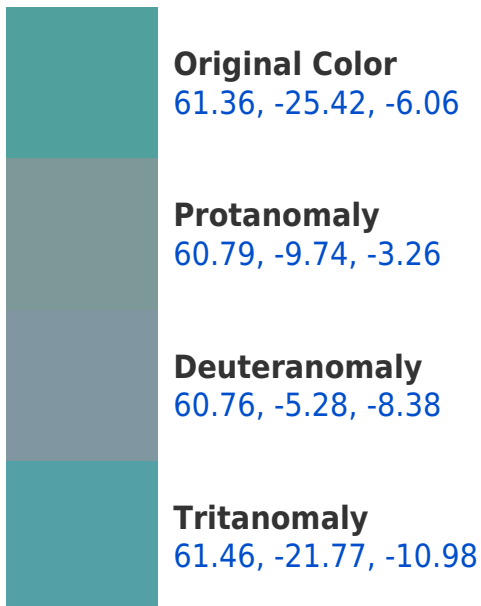 Original Color
61.36, -25.42, -6.06
Protanomaly
60.79, -9.74, -3.26
Deuteranomaly
60.76, -5.28, -8.38
Tritanomaly
61.46, -21.77, -10.98